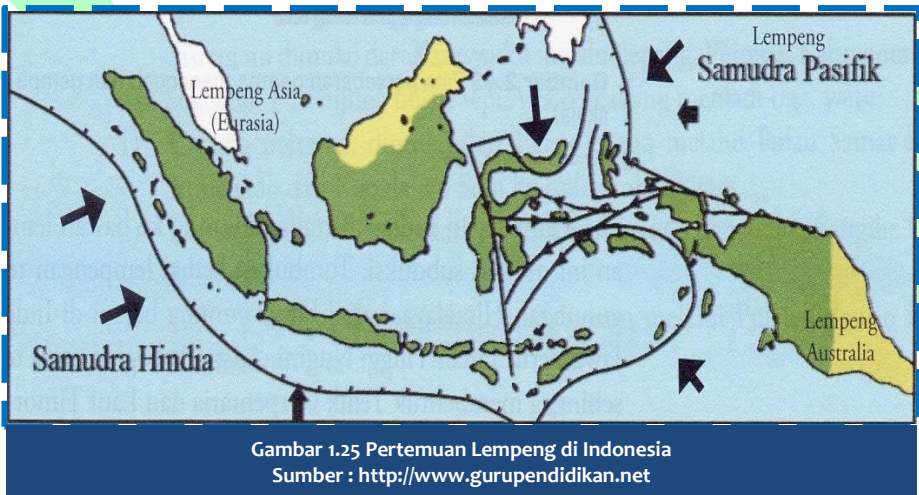 Lempeng
Samudra Pasifik
Lempeng Asia
(Eurasia)
Samudra Hindia
Lempeng
Australia
Gambar 1.25 Pertemuan Lempeng di Indonesia
Sumber : http://www.gurupendidikan.net